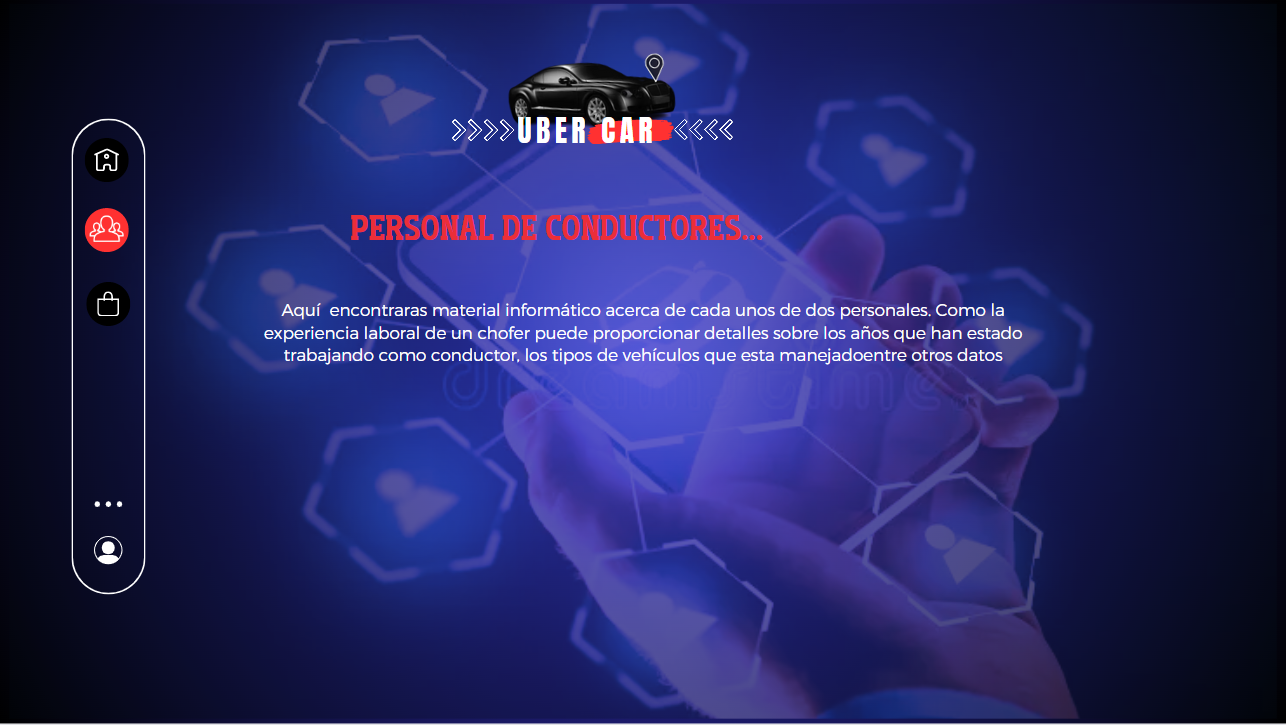 UBER CAR
PERSONAL DE CONDUCTORES...
Aquí encontraras material informático acerca de cada unos de dos personales. Como la
experiencia laboral de un chofer puede proporcionar detalles sobre los años que han estado
trabajando como conductor, los tipos de vehículos que esta manejadoentre otros datos
dreamstime